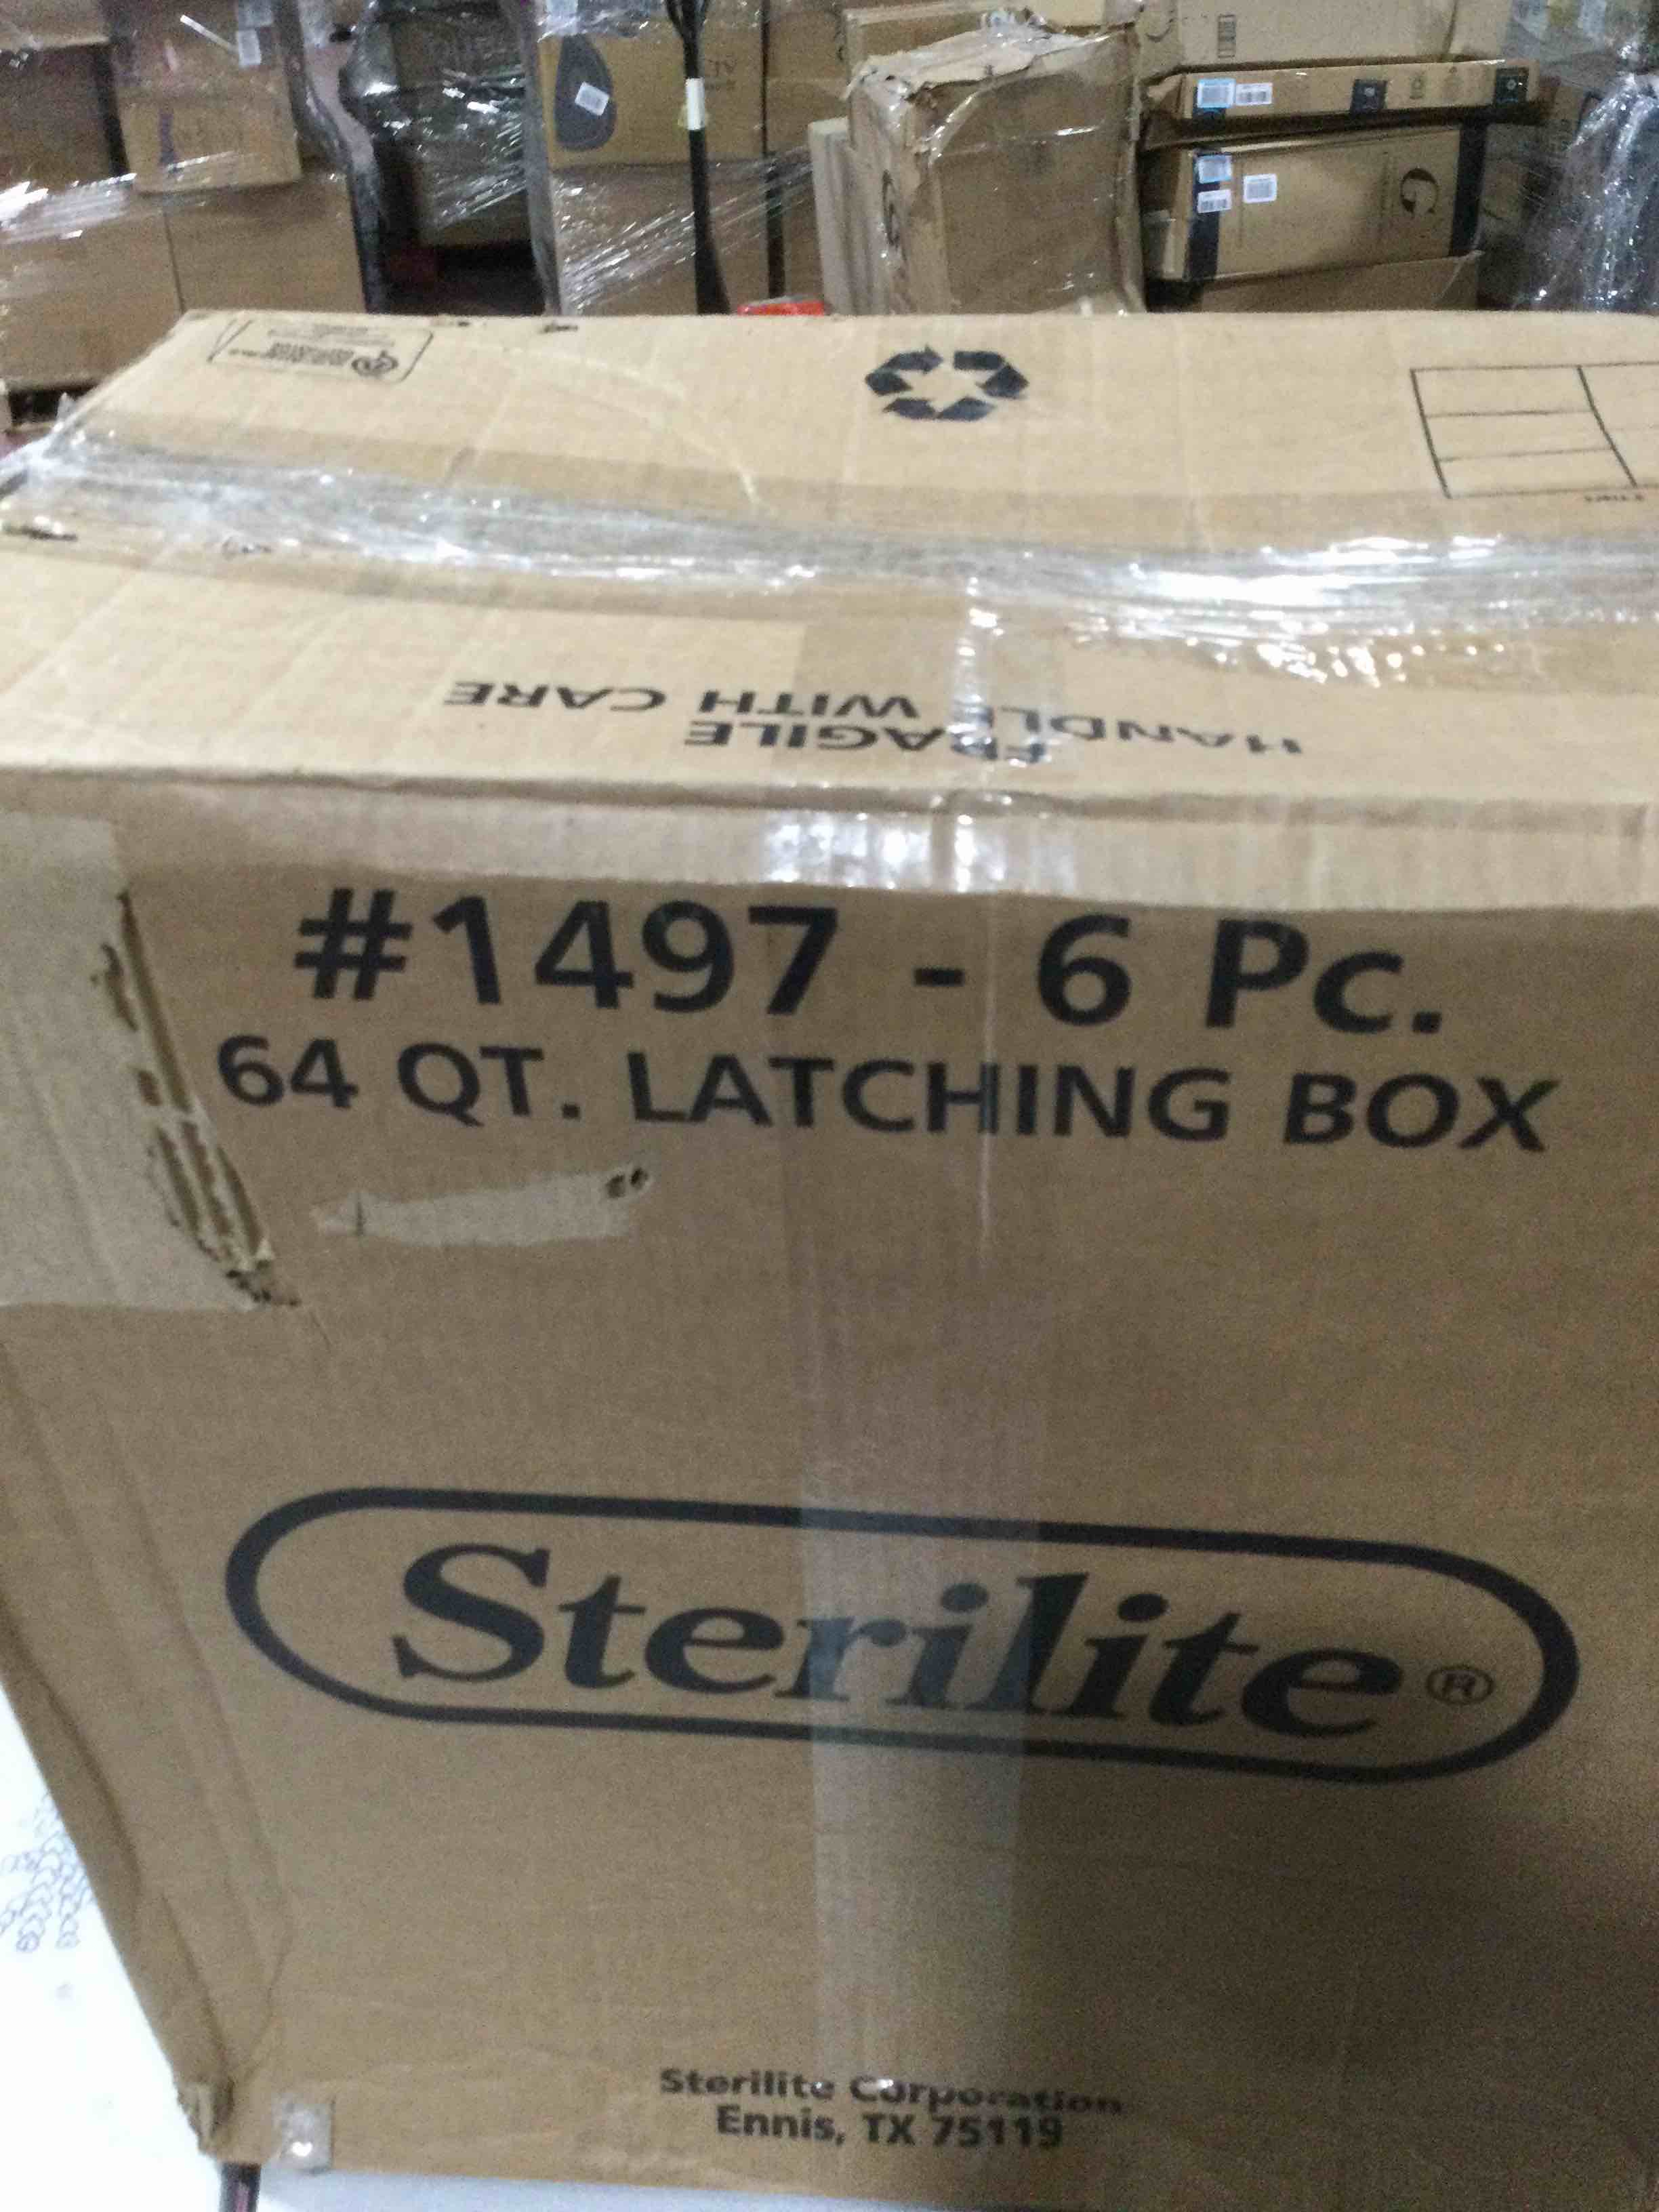 G
FRAGILE
HANDLE WITH CARE
#1497 - 6 Pc.
64 QT. LATCHING BOX
Sterilite®
Sterilite Corporation
Ennis, TX 75119